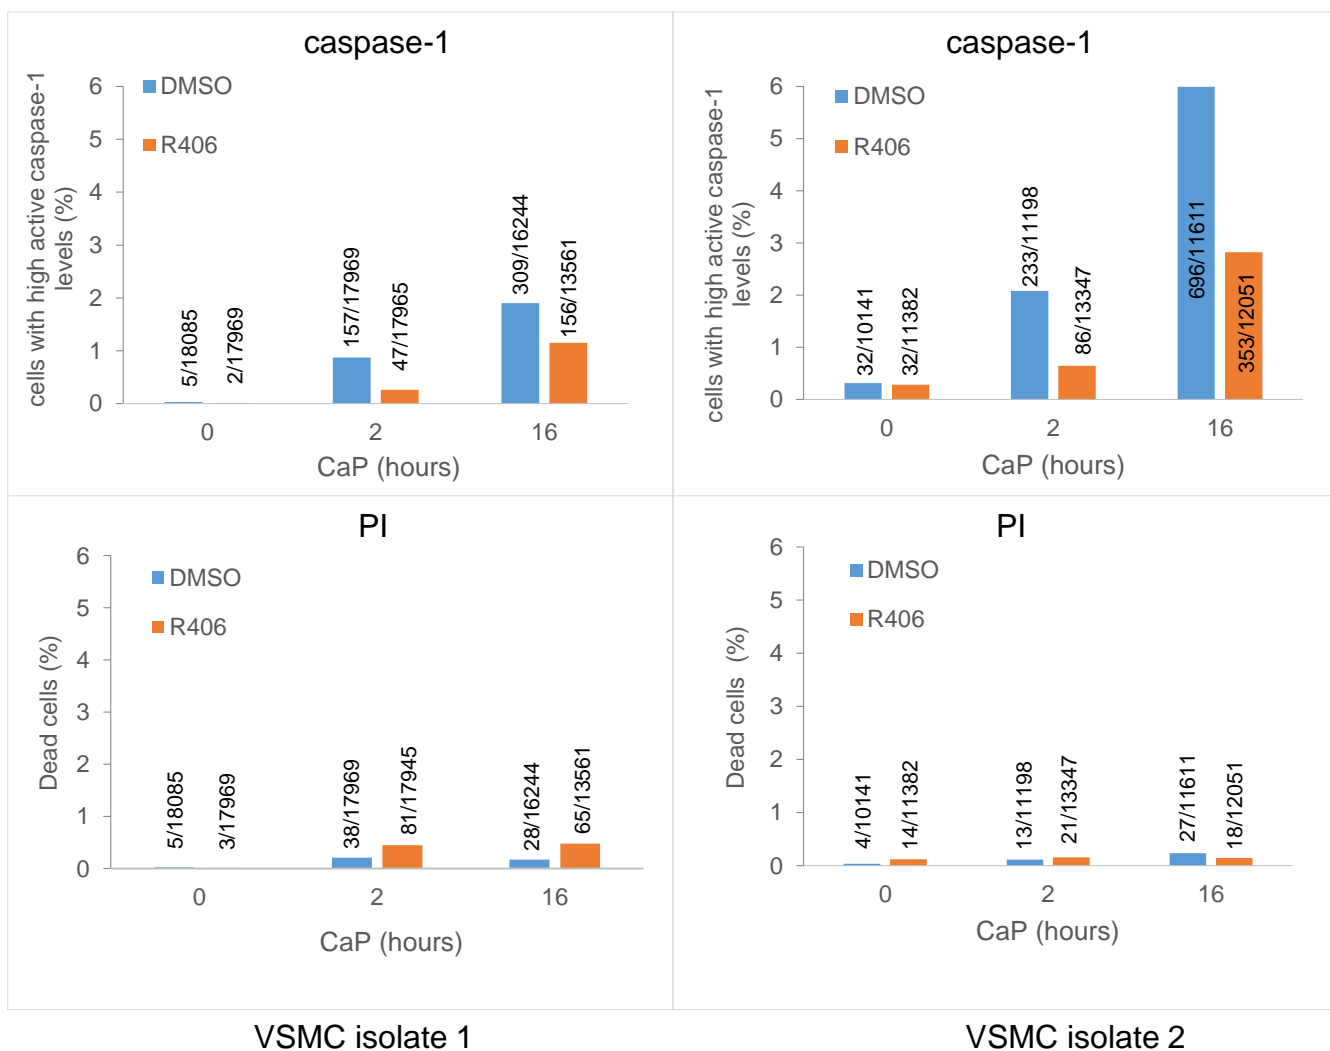 caspase-1
cells with high active caspase-1
levels (%)
6
5
4
3
2
1
0
DMSO
R406
5/18085
2/17969
157/17969
47/17965
309/16244
156/13561
0
2
16
CaP (hours)
caspase-1
cells with high active caspase-1
levels (%)
6
5
4
3
2
1
0
DMSO
R406
32/10141
32/11382
233/11198
86/13347
696/11611
353/12051
0
2
16
CaP (hours)
PI
Dead cells (%)
6
5
4
3
2
1
0
DMSO
R406
5/18085
3/17969
38/17969
81/17945
28/16244
65/13561
0
2
16
CaP (hours)
PI
Dead cells (%)
6
5
4
3
2
1
0
DMSO
R406
4/10141
14/11382
13/11198
21/13347
27/11611
18/12051
0
2
16
CaP (hours)
VSMC isolate 1
VSMC isolate 2